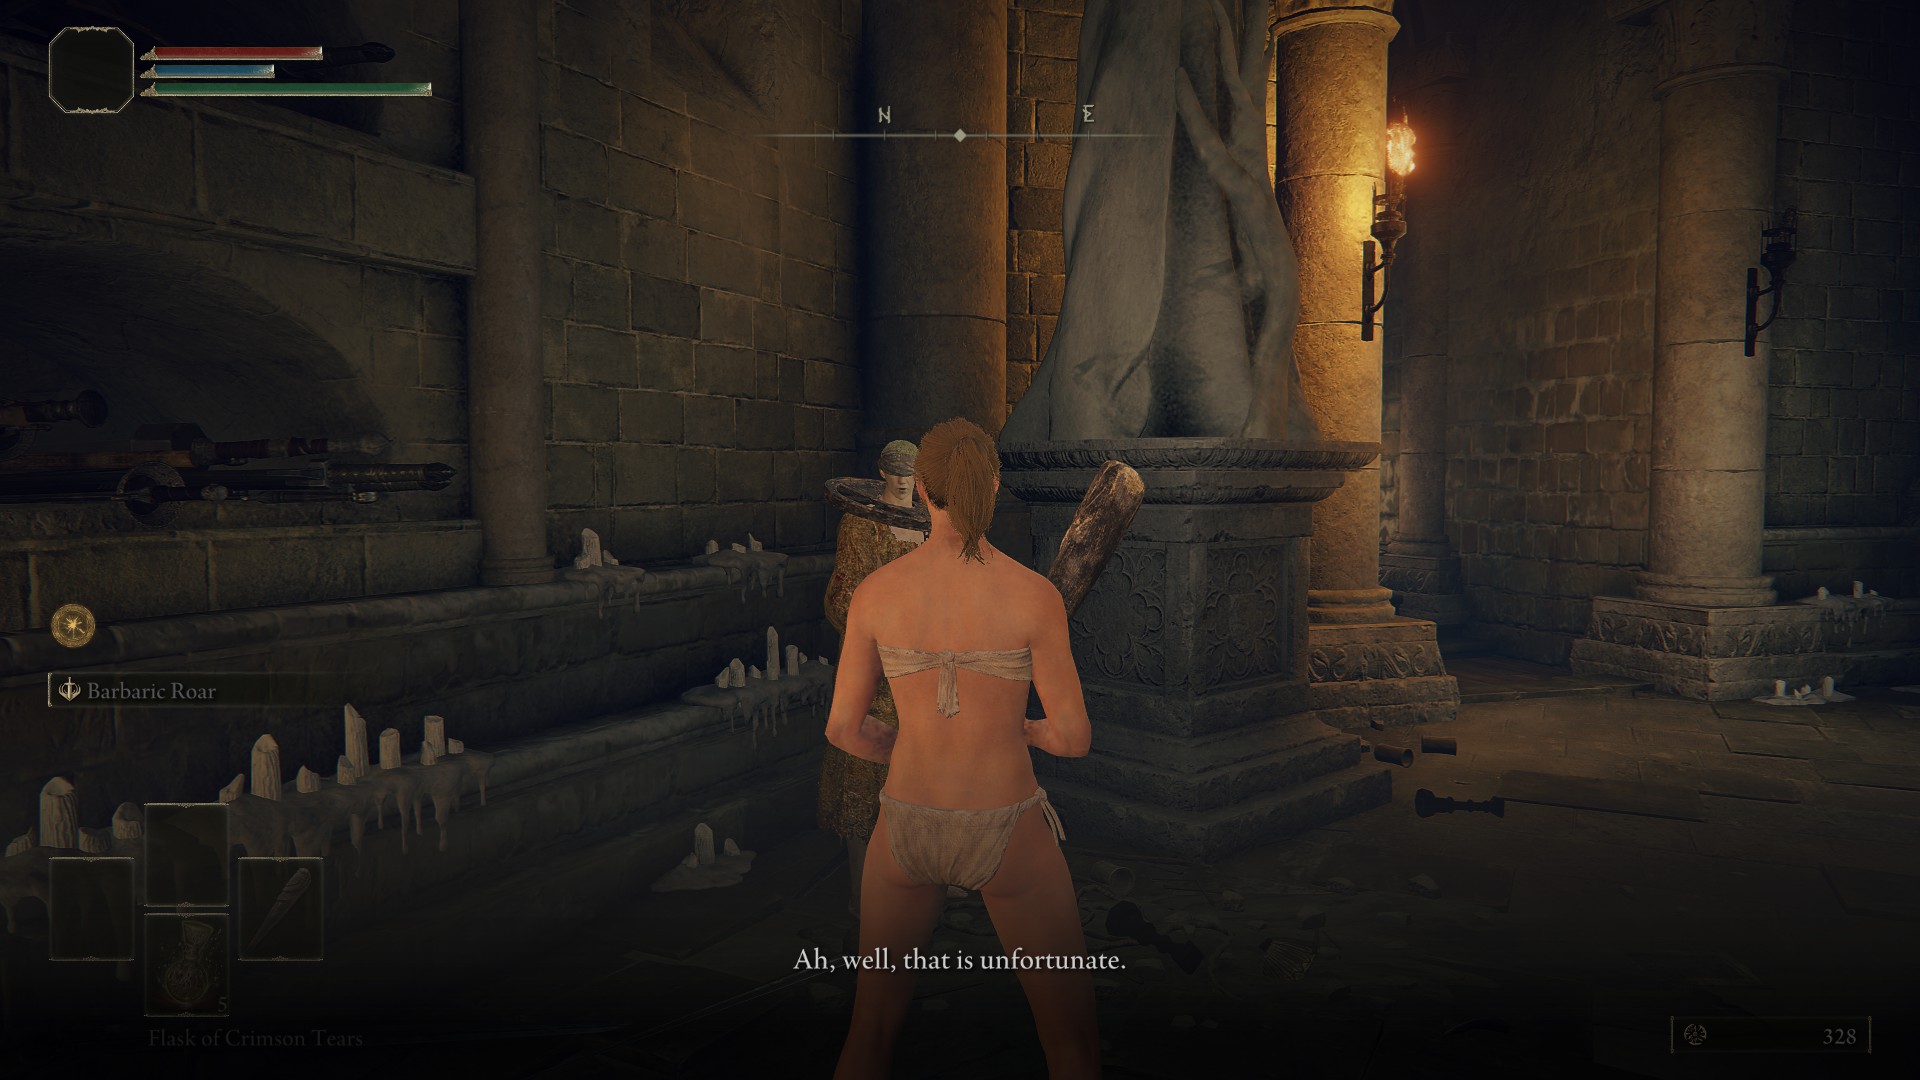 N E
Barbaric Roar
Ah, well, that is unfortunate.
5
Flask of Crimson Tears
328